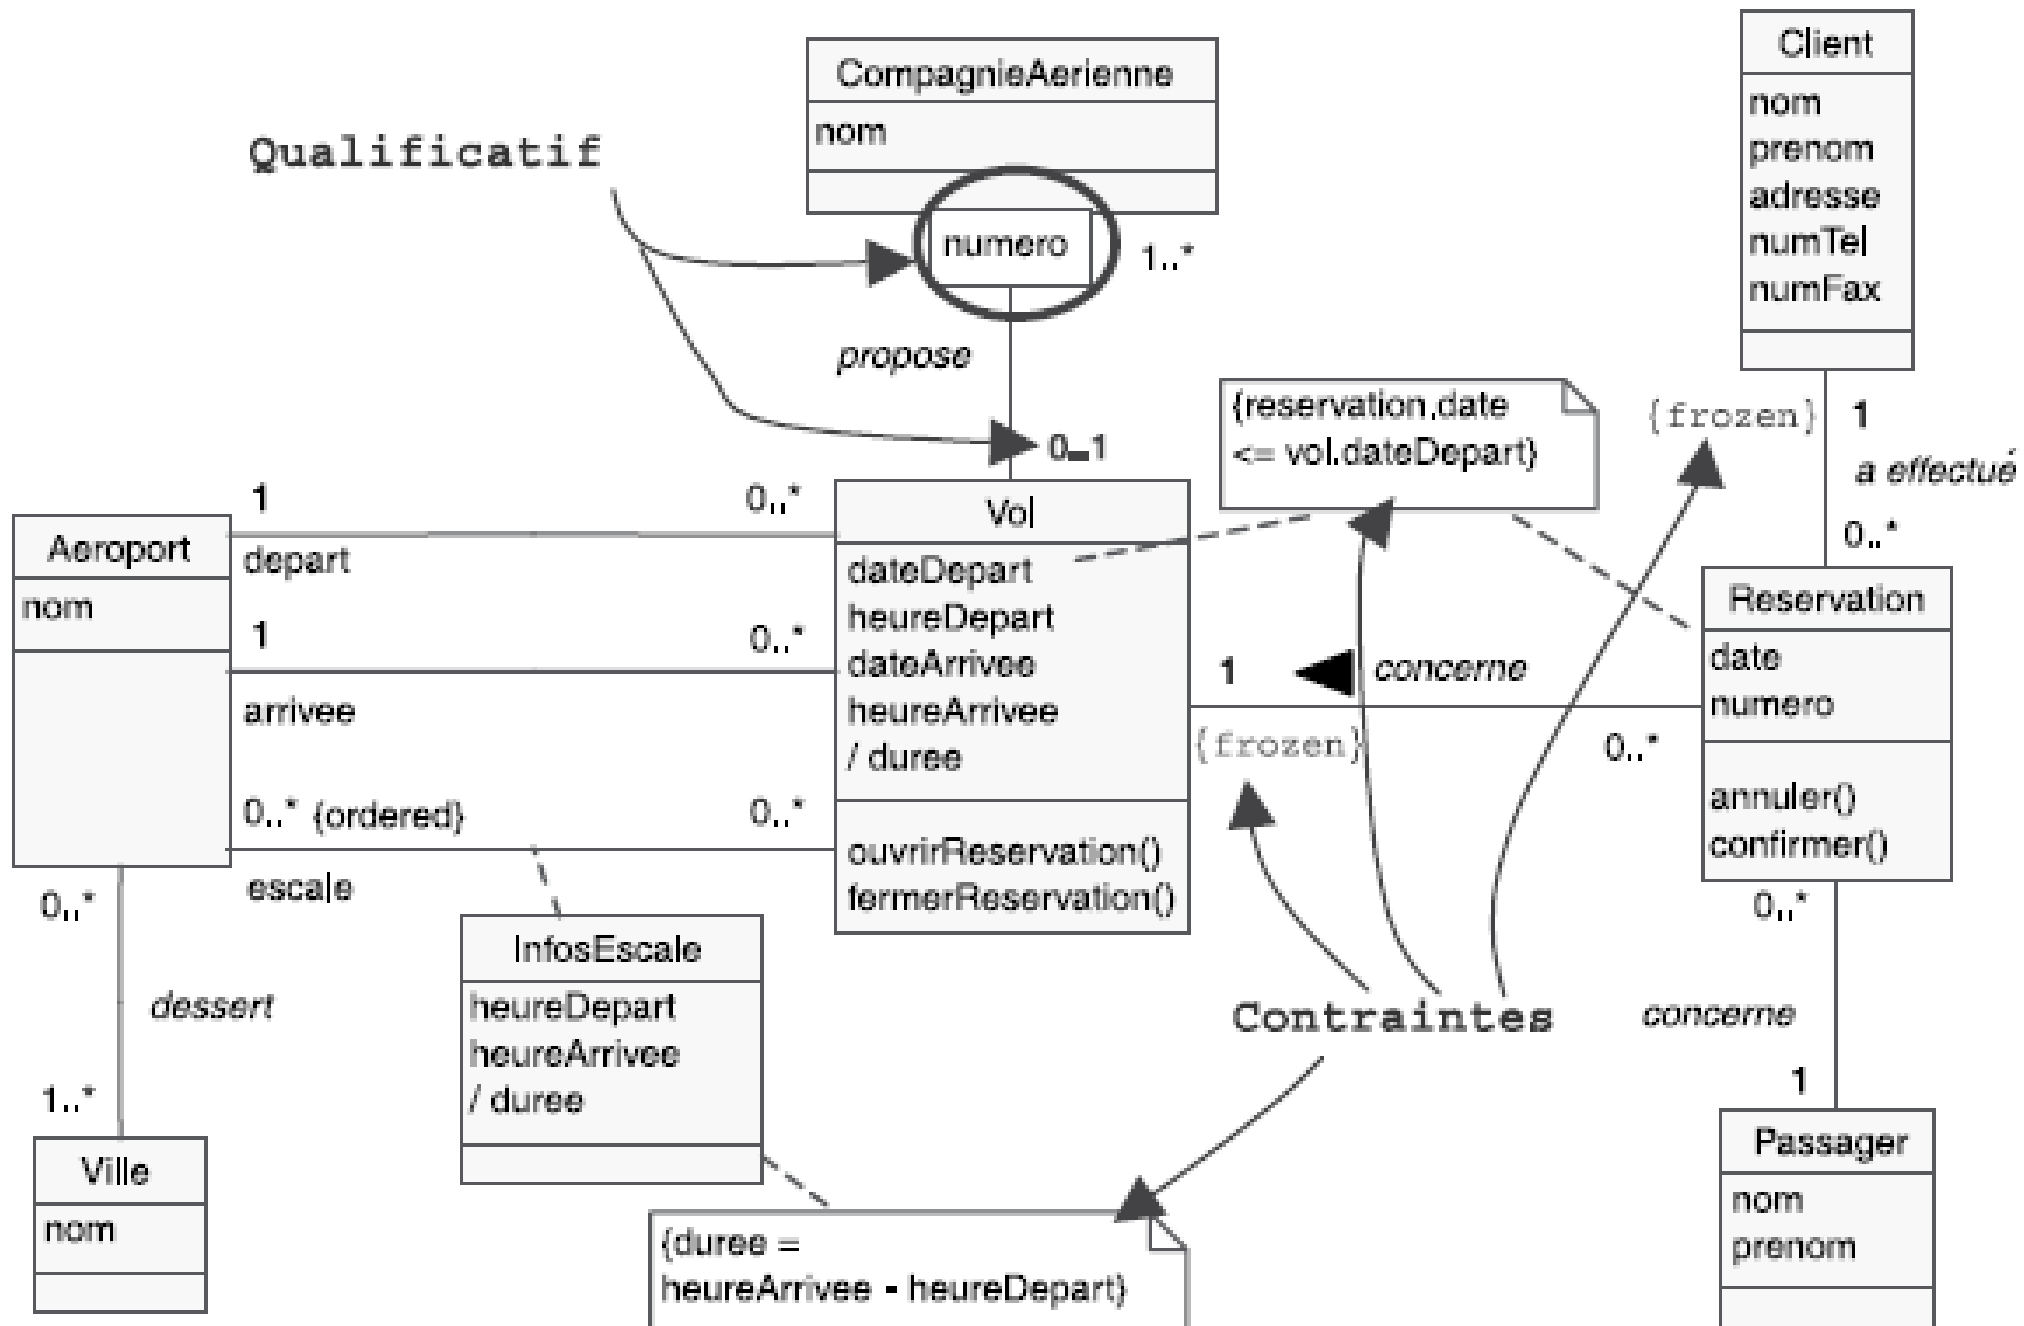 CompagnieAerienne
nom
numero
1..*
Qualificatif
propose
0..1
Client
nom
prenom
adresse
numTel
numFax
{frozen}
1
a effectué
0..*
{reservation.date
<= vol.dateDepart}
Aeroport
nom
1
depart
0..*
1
arrivee
0..*
0..* {ordered}
escale
0..*
Vol
dateDepart
heureDepart
dateArrivee
heureArrivee
/ duree
ouvrirReservation()
fermerReservation()
1
concerne
{frozen}
0..*
Reservation
date
numero
annuler()
confirmer()
0..*
concerne
1
0..*
dessert
1..*
Ville
nom
InfosEscale
heureDepart
heureArrivee
/ duree
Contraintes
{duree =
heureArrivee - heureDepart}
Passager
nom
prenom